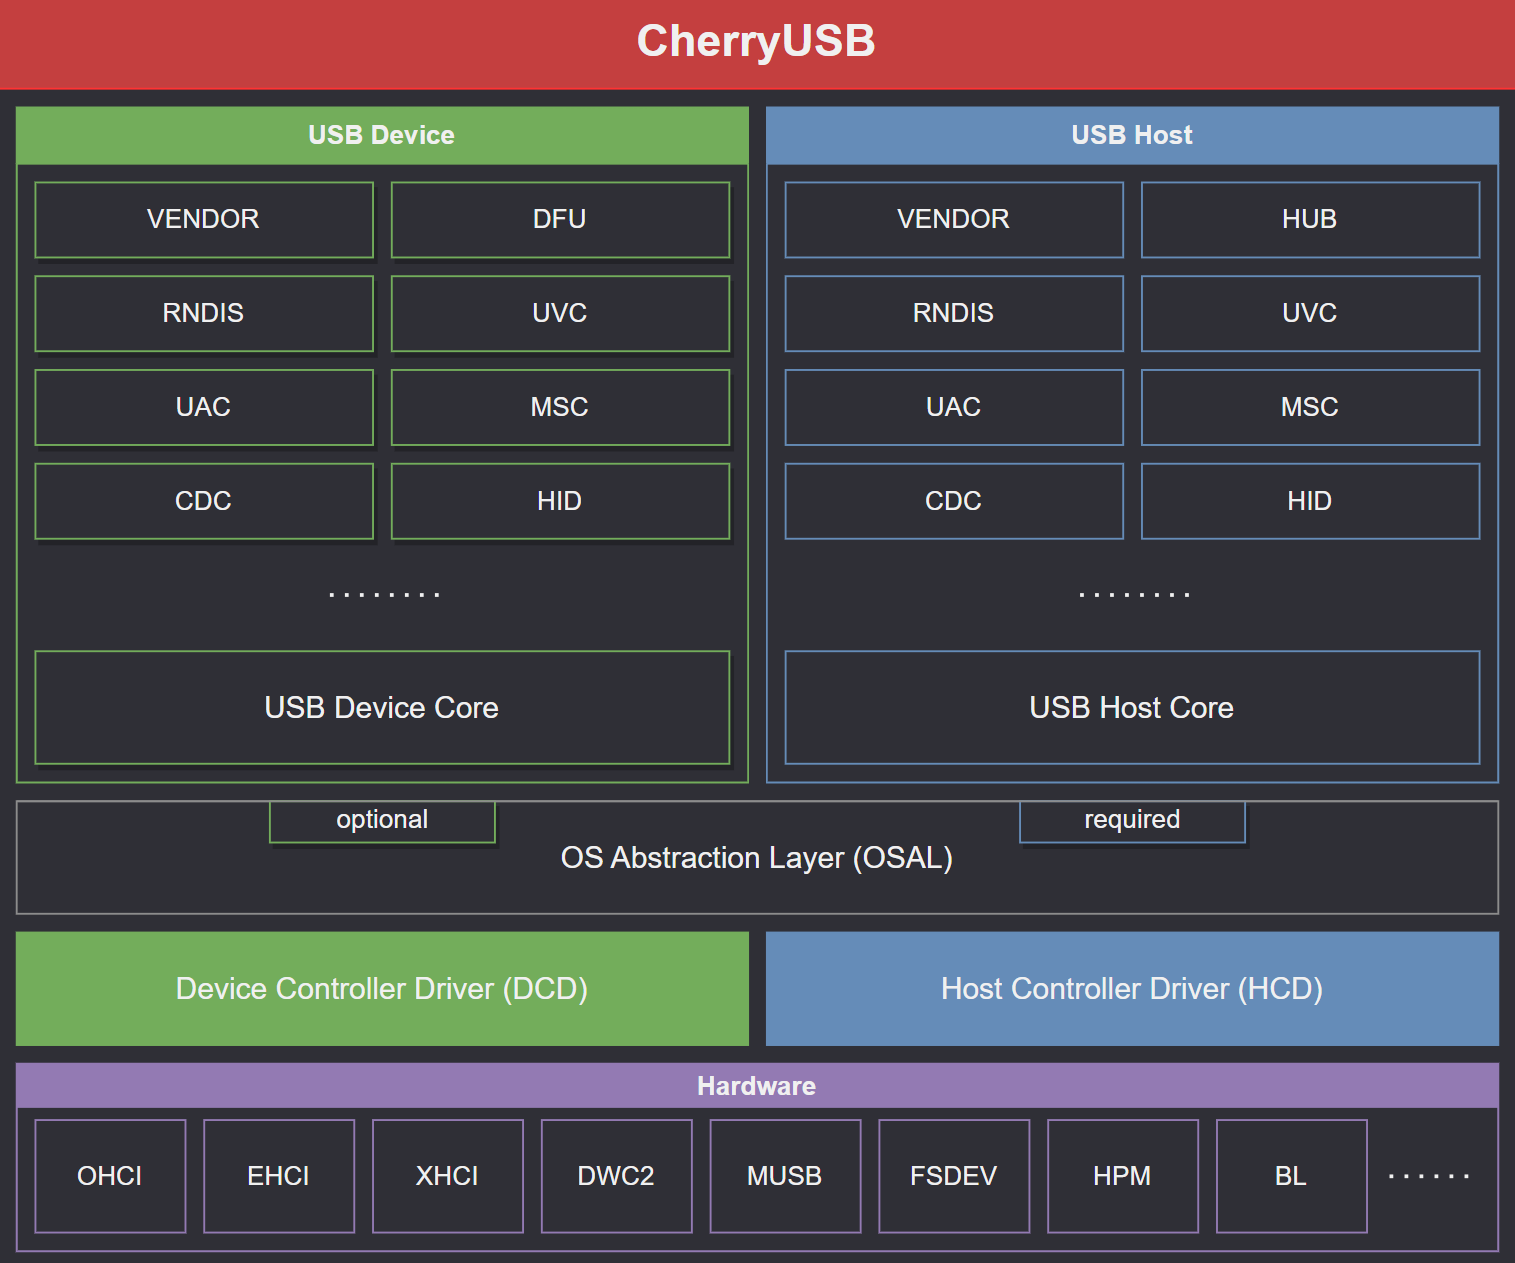 CherryUSB
USB Device
USB Host
VENDOR
DFU
VENDOR
HUB
RNDIS
UVC
RNDIS
UVC
UAC
MSC
UAC
MSC
CDC
HID
CDC
HID
........
........
USB Device Core
USB Host Core
optional
required
OS Abstraction Layer (OSAL)
Device Controller Driver (DCD)
Host Controller Driver (HCD)
Hardware
OHCI
EHCI
XHCI
DWC2
MUSB
FSDEV
HPM
BL
......